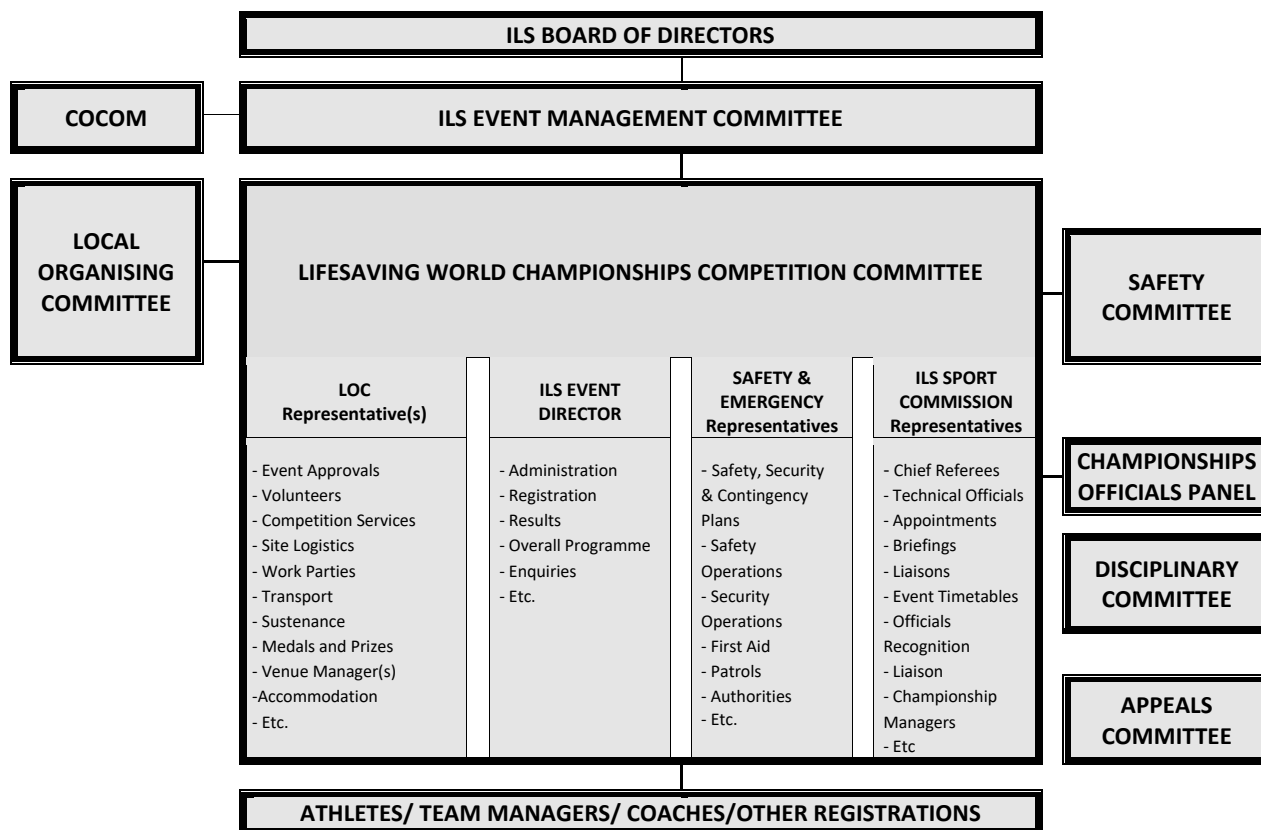 ILS BOARD OF DIRECTORS
COCOM
ILS EVENT MANAGEMENT COMMITTEE
LOCAL
ORGANISING
COMMITTEE
LIFESAVING WORLD CHAMPIONSHIPS COMPETITION COMMITTEE
SAFETY
COMMITTEE
LOC
Representative(s)
- Event Approvals
- Volunteers
- Competition Services
- Site Logistics
- Work Parties
- Transport
- Sustenance
- Medals and Prizes
- Venue Manager(s)
-Accommodation
- Etc.
ILS EVENT
DIRECTOR
- Administration
- Registration
- Results
- Overall Programme
- Enquiries
- Etc.
SAFETY &
EMERGENCY
Representatives
- Safety, Security
& Contingency
Plans
- Safety
Operations
- Security
Operations
- First Aid
- Patrols
- Authorities
- Etc.
ILS SPORT
COMMISSION
Representatives
- Chief Referees
- Technical Officials
- Appointments
- Briefings
- Liaisons
- Event Timetables
- Officials
Recognition
- Liaison
- Championship
Managers
- Etc
CHAMPIONSHIPS
OFFICIALS PANEL
DISCIPLINARY
COMMITTEE
APPEALS
COMMITTEE
ATHLETES/ TEAM MANAGERS/ COACHES/OTHER REGISTRATIONS